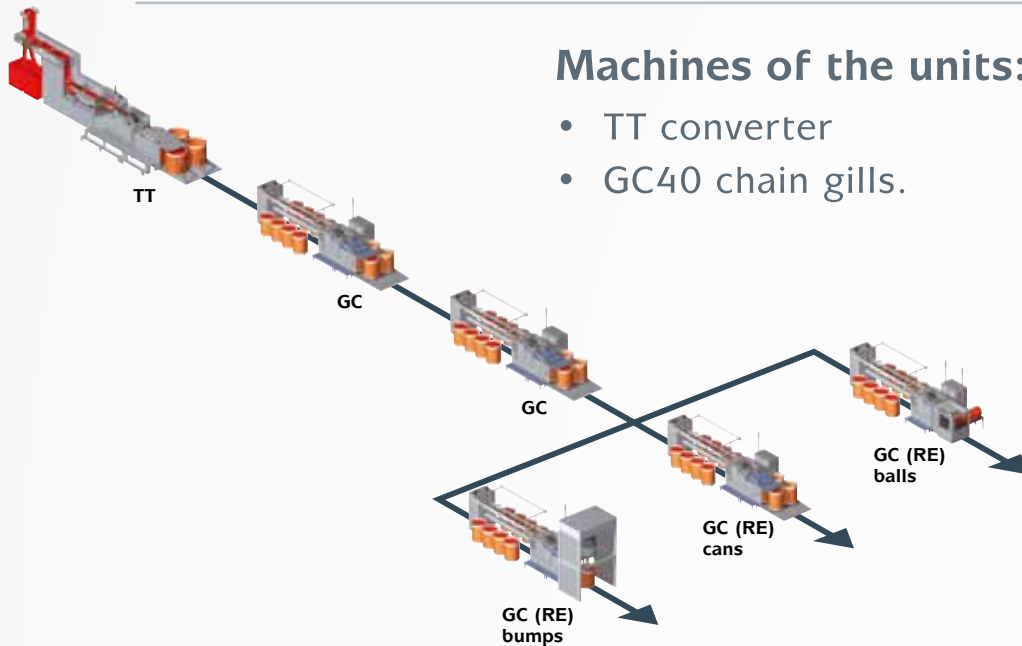 Machines of the units:
• TT converter
• GC40 chain gills.
TT
GC
GC
GC (RE)
balls
GC (RE)
cans
GC (RE)
bumps